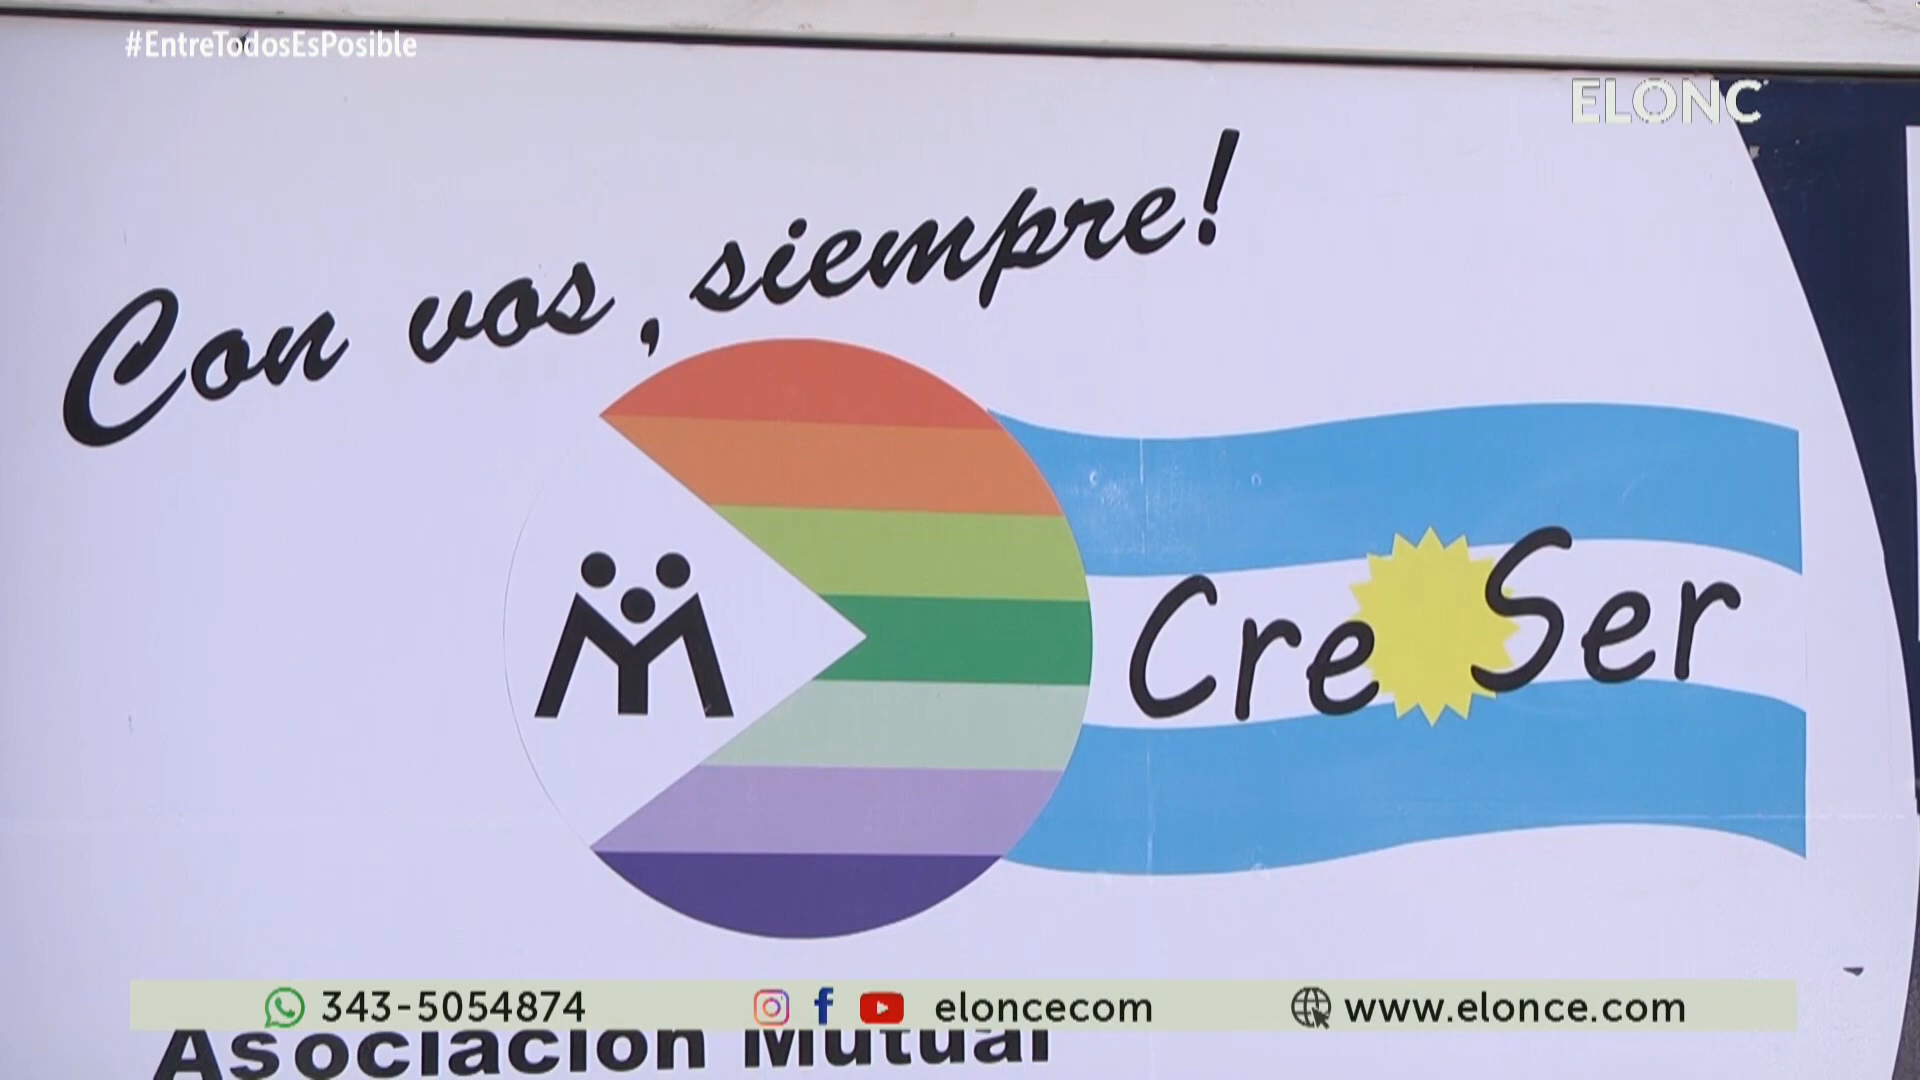 #EntreTodosEsPosible
ELONC
Con vos, siempre!
CreSer
343-5054874
eloncecom
www.elonce.com
Asociación Mutual